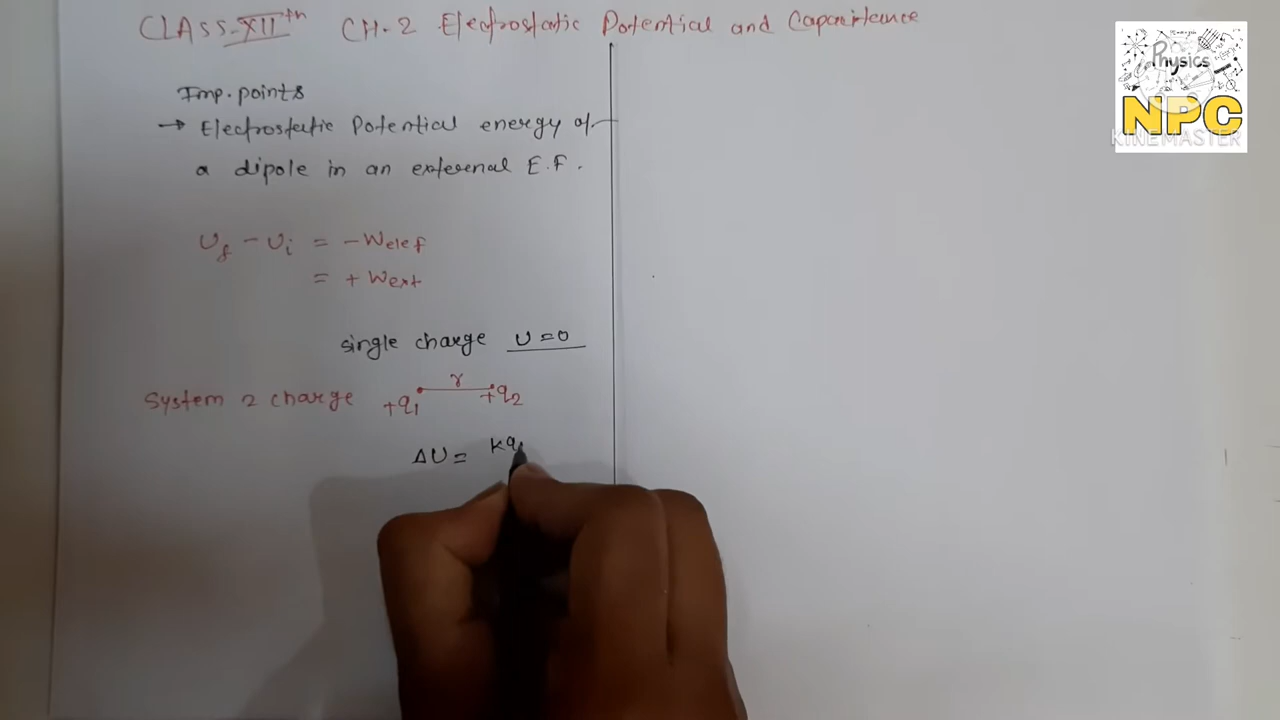 CLASS-XIIth CH-2 Electrostatic Potential and Capacitance
Imp. points
→ Electrostatic Potential energy of
a dipole in an external E.F.
Uf - Ui = -Welef
= + Wext
single charge U=0
System 2 charge +q1 r +q2
ΔU = kq
Physics
NPC
KINEMASTER